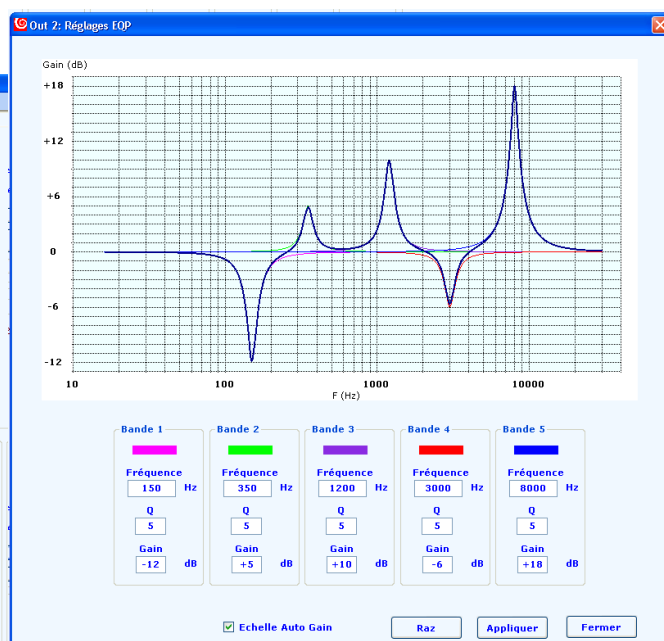 Out 2: Réglages EQP
Gain (dB)
+18
+12
+6
0
-6
-12
10 100 1000 10000
F (Hz)
Bande 1 Bande 2 Bande 3 Bande 4 Bande 5
Fréquence Fréquence Fréquence Fréquence Fréquence
150 Hz 350 Hz 1200 Hz 3000 Hz 8000 Hz
Q Q Q Q Q
5 5 5 5 5
Gain Gain Gain Gain Gain
-12 dB +5 dB +10 dB -6 dB +18 dB
Echelle Auto Gain Raz Appliquer Fermer